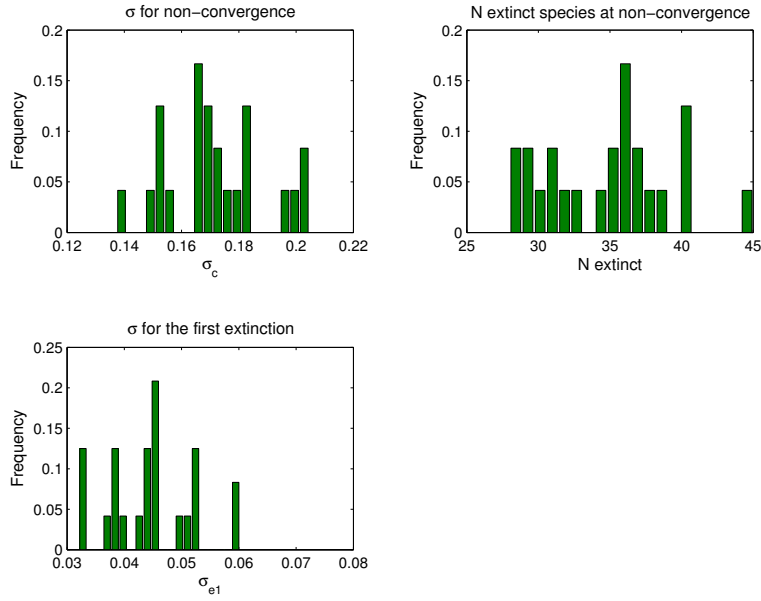 σ for non−convergence
0.2
0.15
0.1
0.05
0
Frequency
0.12 0.14 0.16 0.18 0.2 0.22
σc
N extinct species at non−convergence
0.2
0.15
0.1
0.05
0
Frequency
25 30 35 40 45
N extinct
σ for the first extinction
0.25
0.2
0.15
0.1
0.05
0
Frequency
0.03 0.04 0.05 0.06 0.07 0.08
σe1